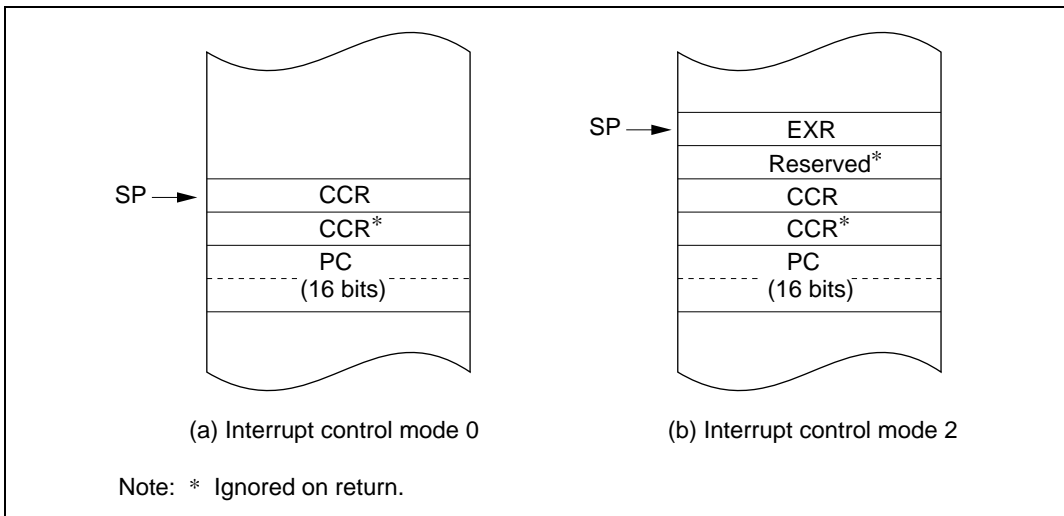 SP
CCR
CCR*
PC
(16 bits)
(a) Interrupt control mode 0
SP
EXR
Reserved*
CCR
CCR*
PC
(16 bits)
(b) Interrupt control mode 2
Note: * Ignored on return.